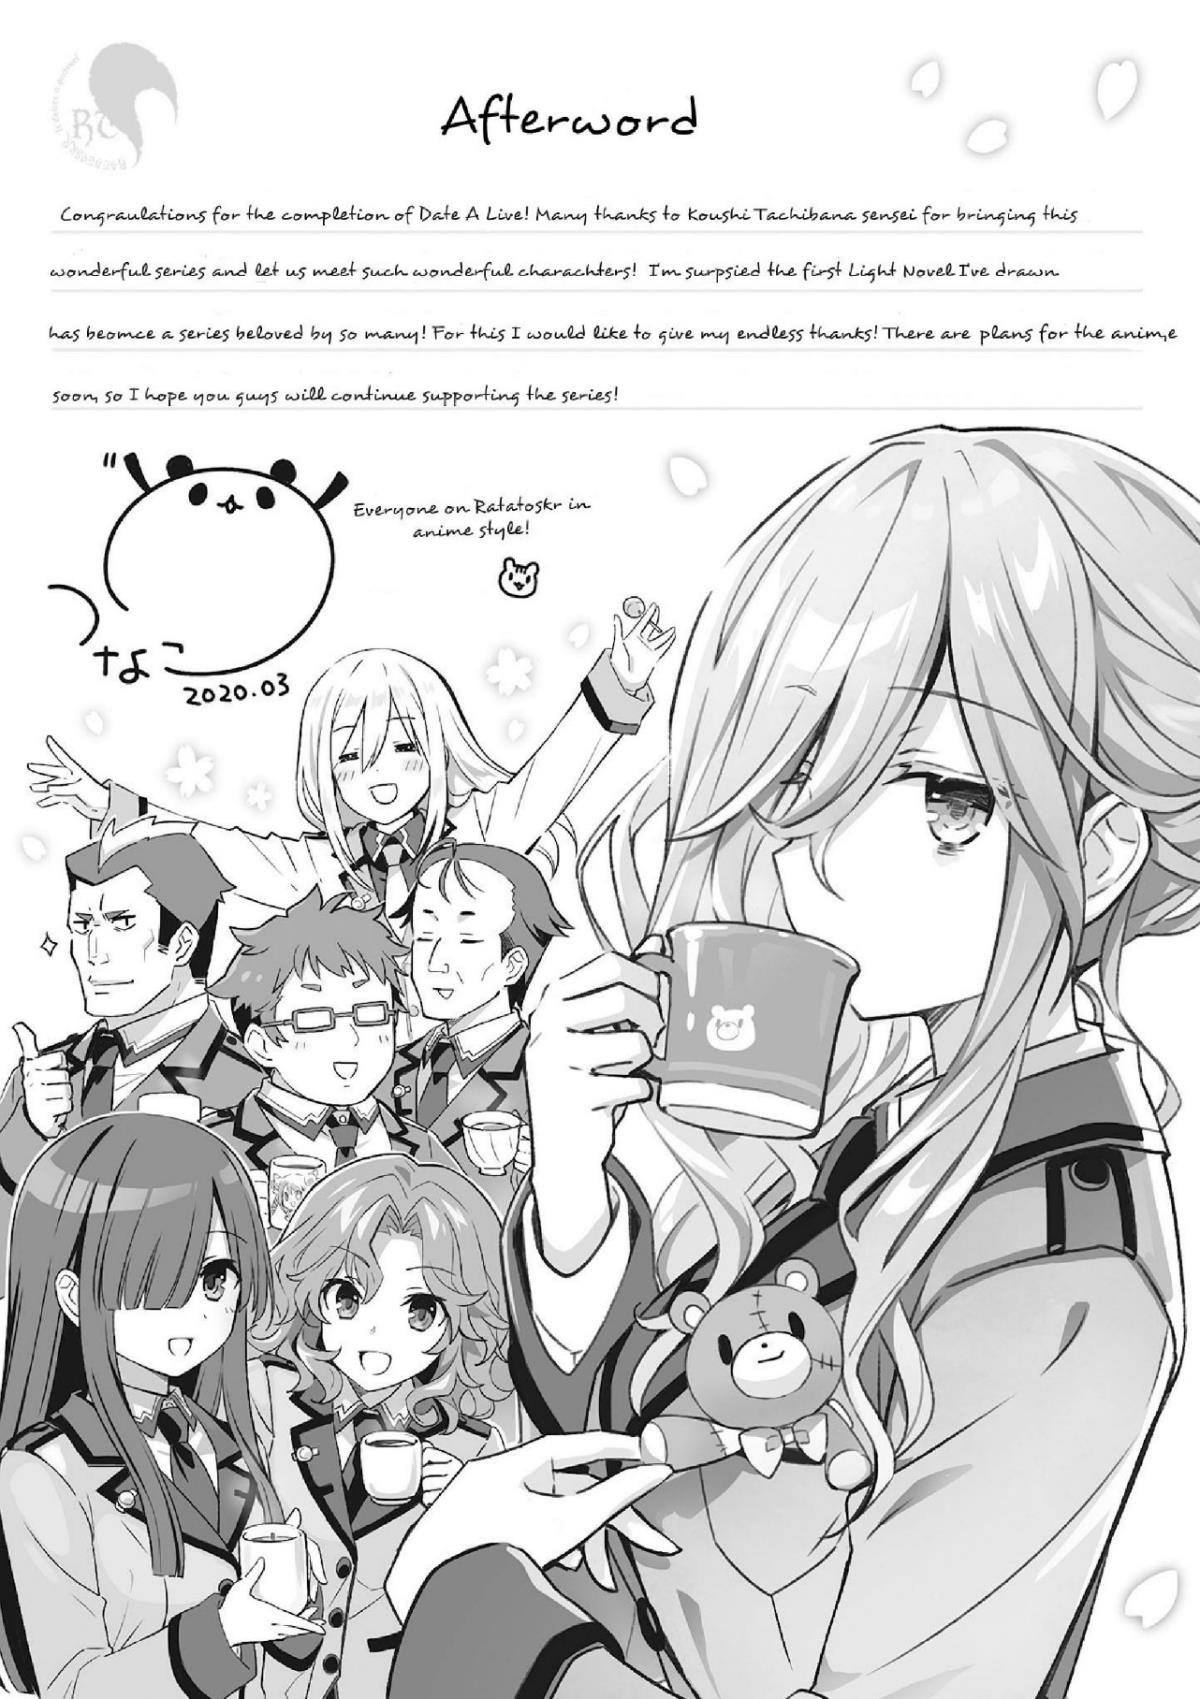 Afterword
Congraulations for the completion of Date A Live! Many thanks to Koushi Tachibana sensei for bringing this
wonderful series and let us meet such wonderful charachters! I'm surpsied the first Light Novel I've drawn
has beomce a series beloved by so many! For this I would like to give my endless thanks! There are plans for the anim,e
soon, so I hope you guys will continue supporting the series!
Everyone on Ratatoskr in
anime style!
つなこ
2020.03
RT
RATATOSKR